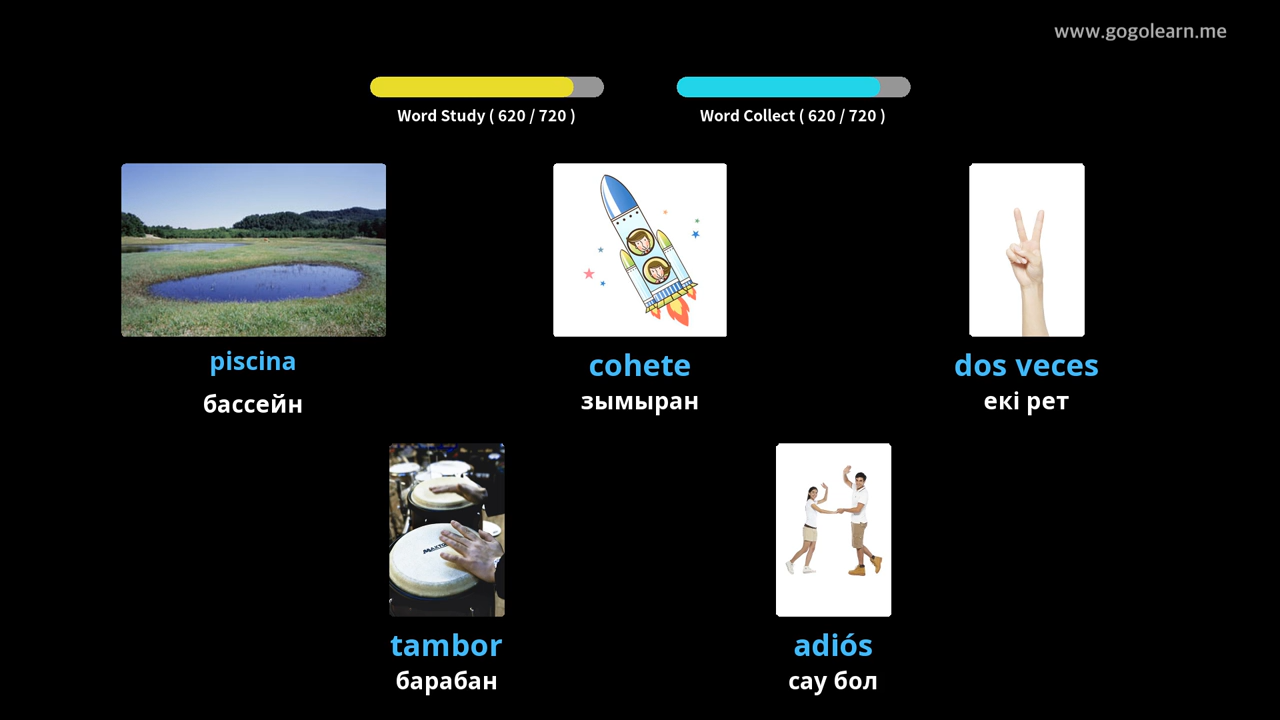 www.gogolearn.me
Word Study ( 620 / 720 )
Word Collect ( 620 / 720 )
piscina
бассейн
cohete
зымыран
dos veces
екі рет
tambor
барабан
adiós
сау бол